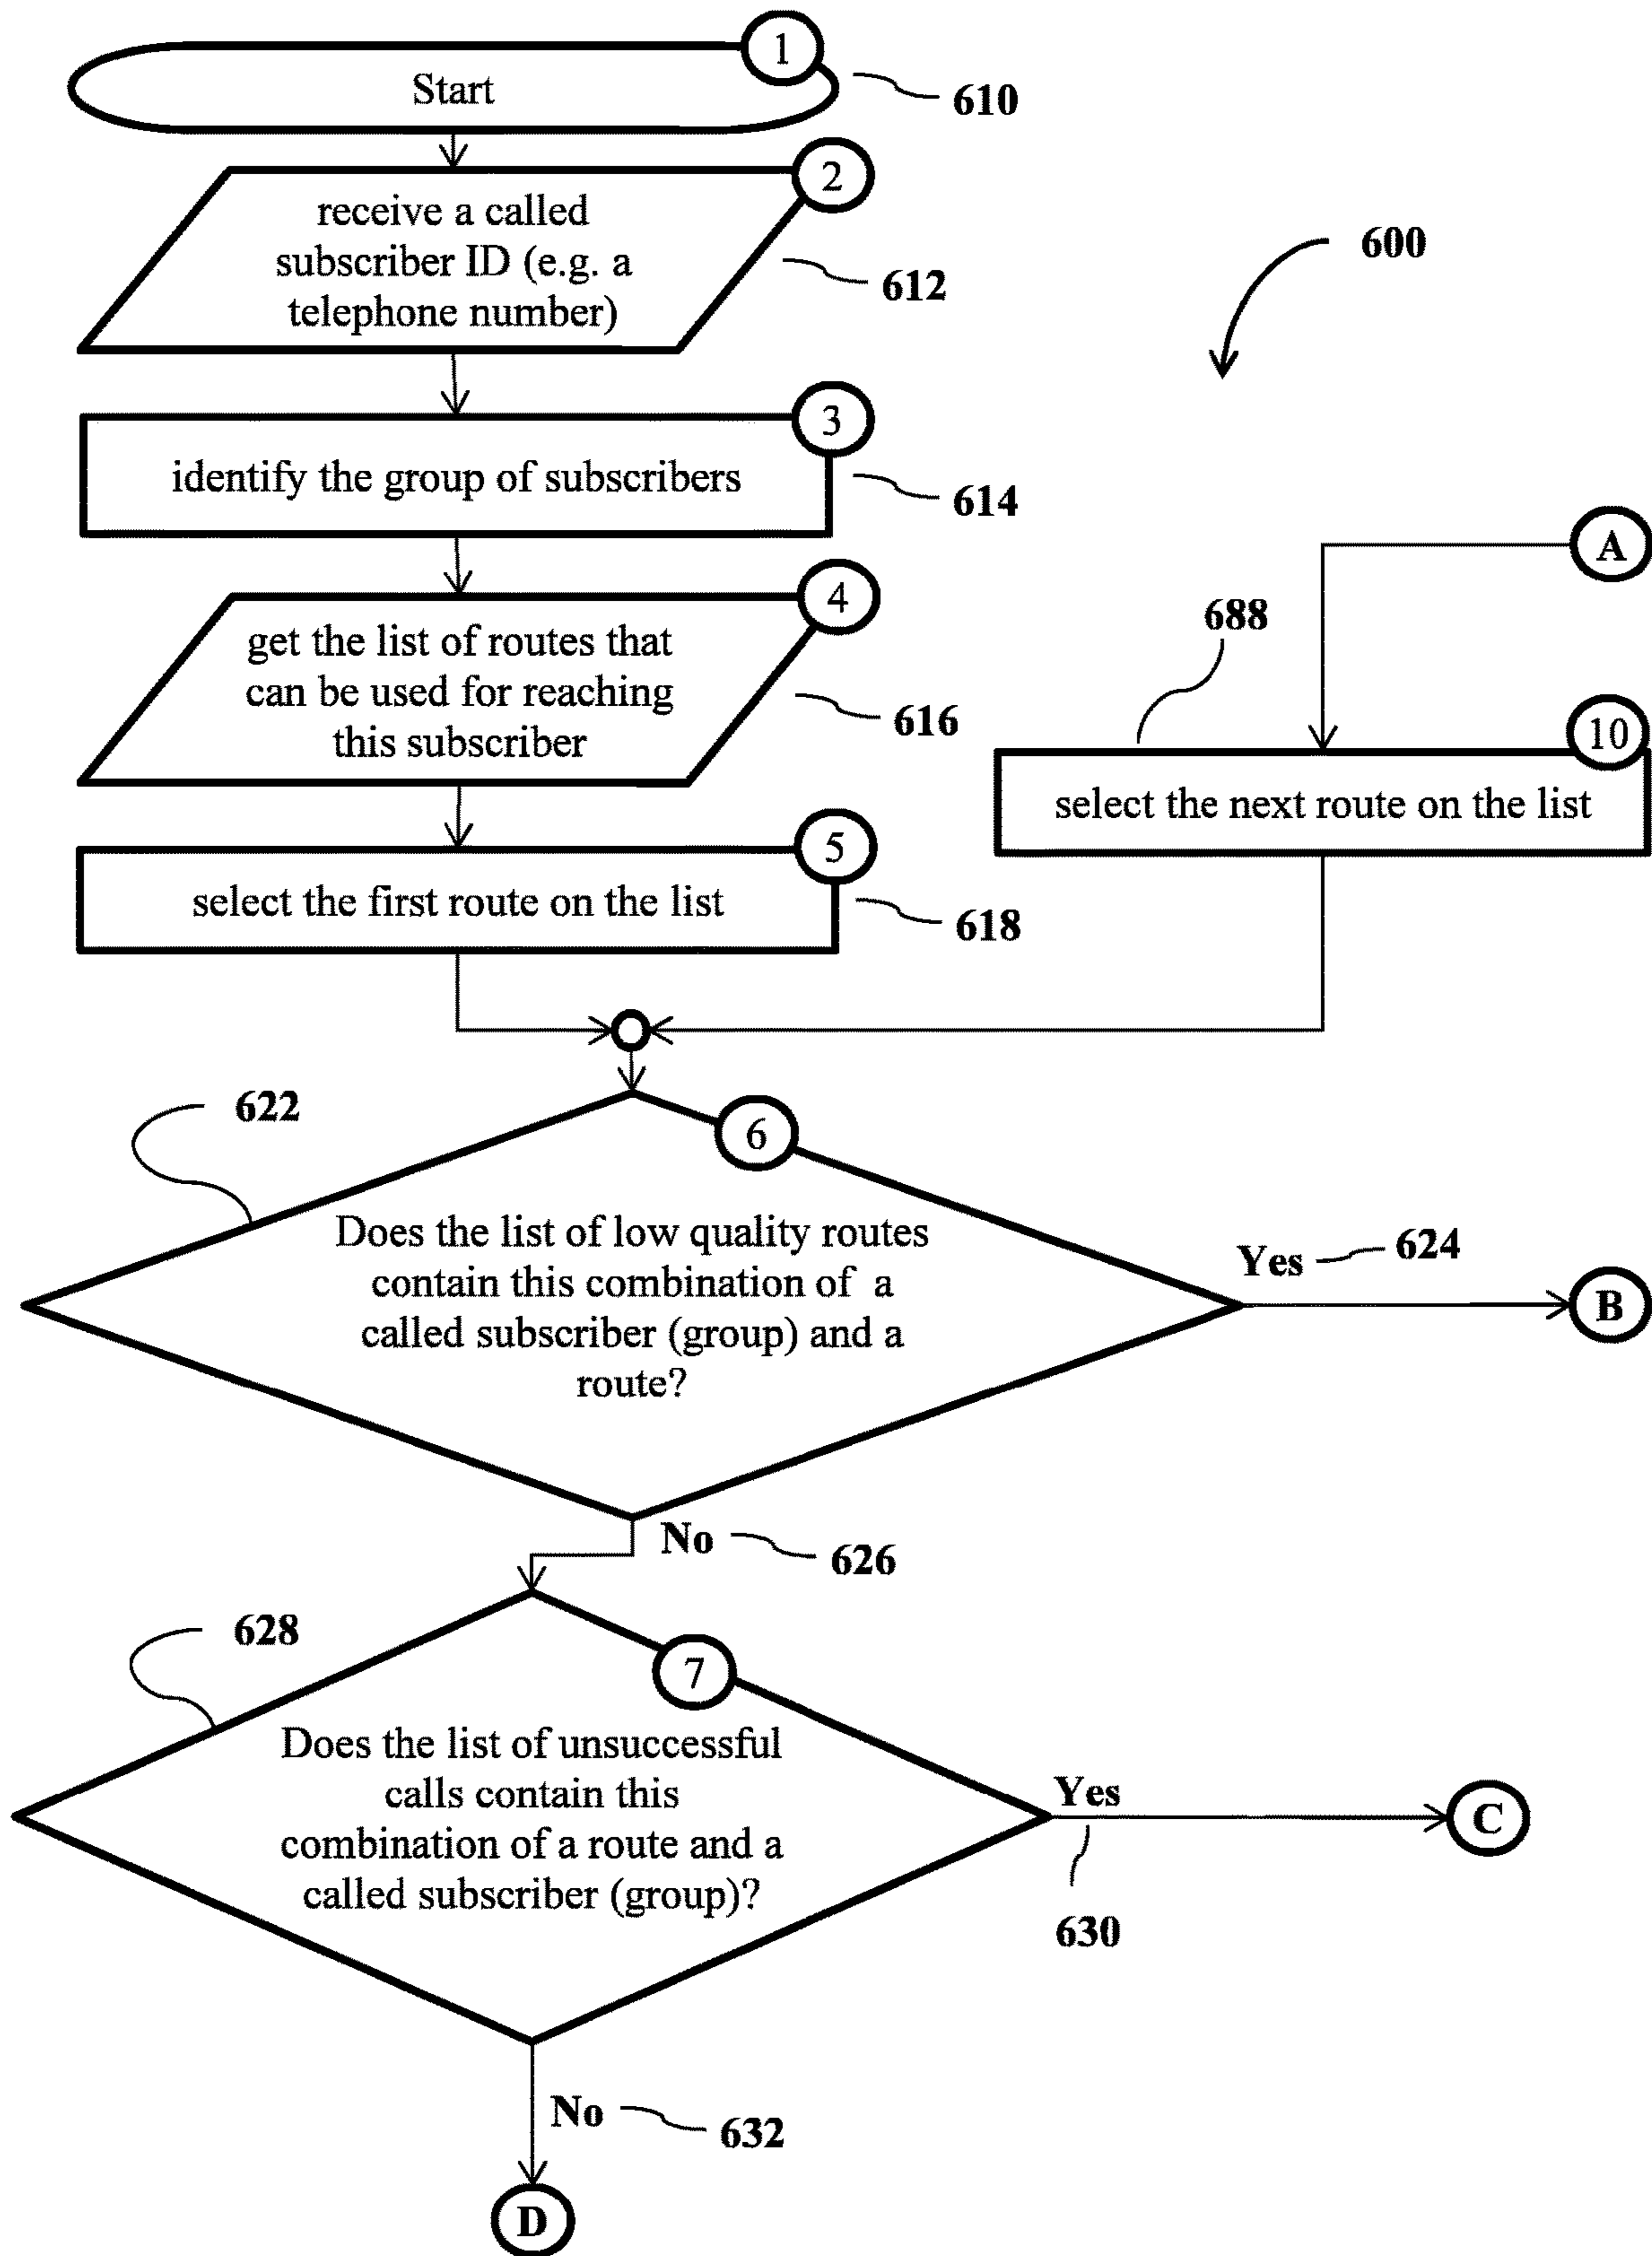 1
Start
610
2
receive a called
subscriber ID (e.g. a
telephone number)
612
600
3
identify the group of subscribers
614
A
4
get the list of routes that
can be used for reaching
this subscriber
616
688
10
select the next route on the list
5
select the first route on the list
618
622
6
Does the list of low quality routes
contain this combination of a
called subscriber (group) and a
route?
Yes
624
B
No
626
628
7
Does the list of unsuccessful
calls contain this
combination of a route and a
called subscriber (group)?
Yes
630
C
No
632
D